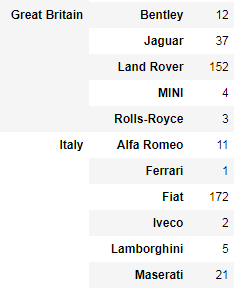 Great Britain Bentley 12
Jaguar 37
Land Rover 152
MINI 4
Rolls-Royce 3
Italy Alfa Romeo 11
Ferrari 1
Fiat 172
Iveco 2
Lamborghini 5
Maserati 21